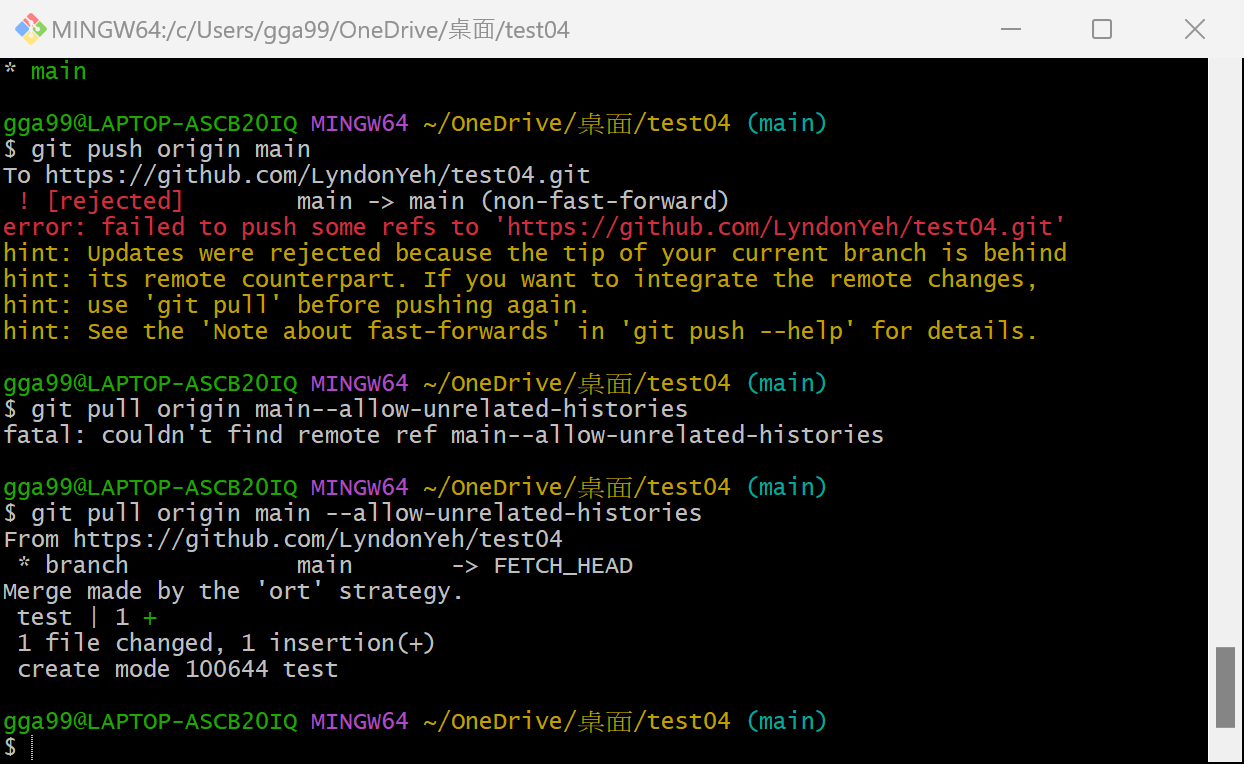 MINGW64:/c/Users/gga99/OneDrive/桌面/test04
* main
gga99@LAPTOP-ASCB20IQ MINGW64 ~/OneDrive/桌面/test04 (main)
$ git push origin main
To https://github.com/LyndonYeh/test04.git
 ! [rejected]        main -> main (non-fast-forward)
error: failed to push some refs to 'https://github.com/LyndonYeh/test04.git'
hint: Updates were rejected because the tip of your current branch is behind
hint: its remote counterpart. If you want to integrate the remote changes,
hint: use 'git pull' before pushing again.
hint: See the 'Note about fast-forwards' in 'git push --help' for details.
gga99@LAPTOP-ASCB20IQ MINGW64 ~/OneDrive/桌面/test04 (main)
$ git pull origin main--allow-unrelated-histories
fatal: couldn't find remote ref main--allow-unrelated-histories
gga99@LAPTOP-ASCB20IQ MINGW64 ~/OneDrive/桌面/test04 (main)
$ git pull origin main --allow-unrelated-histories
From https://github.com/LyndonYeh/test04
 * branch            main       -> FETCH_HEAD
Merge made by the 'ort' strategy.
 test | 1 +
 1 file changed, 1 insertion(+)
 create mode 100644 test
gga99@LAPTOP-ASCB20IQ MINGW64 ~/OneDrive/桌面/test04 (main)
$